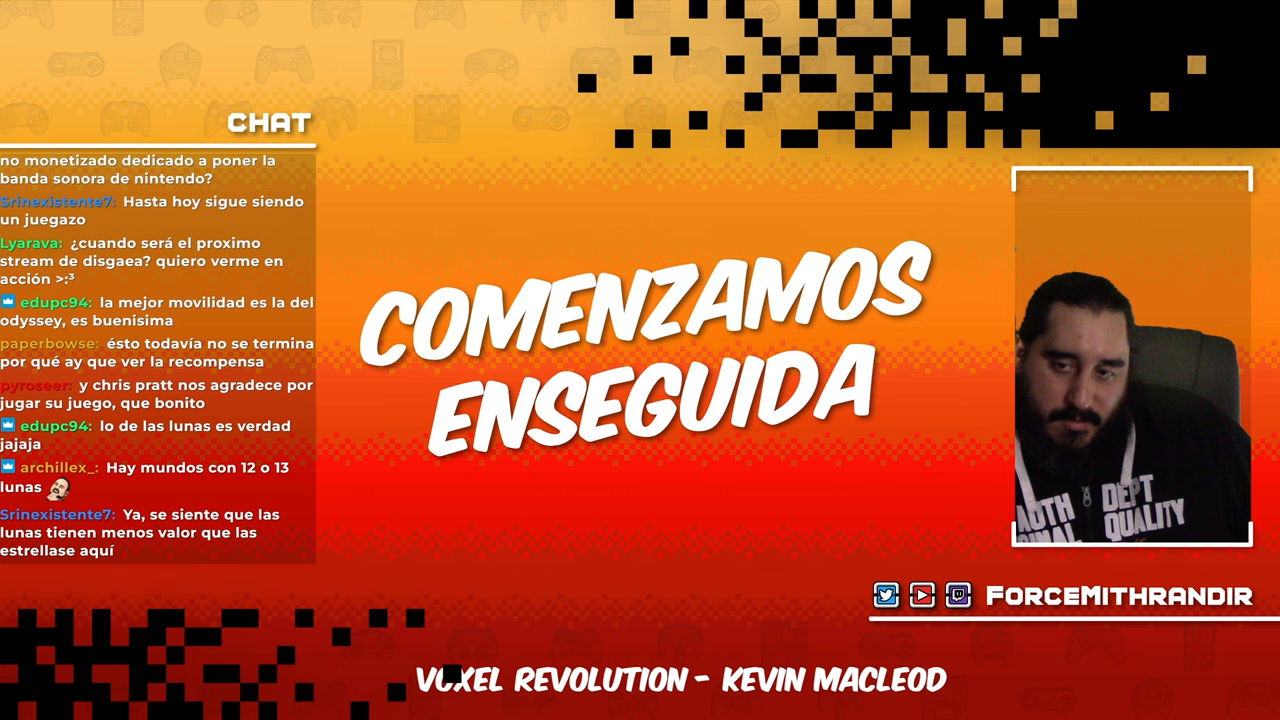 CHAT
no monetizado dedicado a poner la
banda sonora de nintendo?
Srinexistente7: Hasta hoy sigue siendo
un juegazo
Lyarava: ¿cuando será el proximo
stream de disgaea? quiero verme en
acción >:³
edupc94: la mejor movilidad es la del
odyssey, es buenisima
paperbowse: ésto todavía no se termina
por qué ay que ver la recompensa
pyroseer: y chris pratt nos agradece por
jugar su juego, que bonito
edupc94: lo de las lunas es verdad
jajaja
archillex_: Hay mundos con 12 o 13
lunas
Srinexistente7: Ya, se siente que las
lunas tienen menos valor que las
estrellase aquí
COMENZAMOS
ENSEGUIDA
AUTH DEPT
QUALITY
FORCEMITHRANDIR
VOXEL REVOLUTION - KEVIN MACLEOD